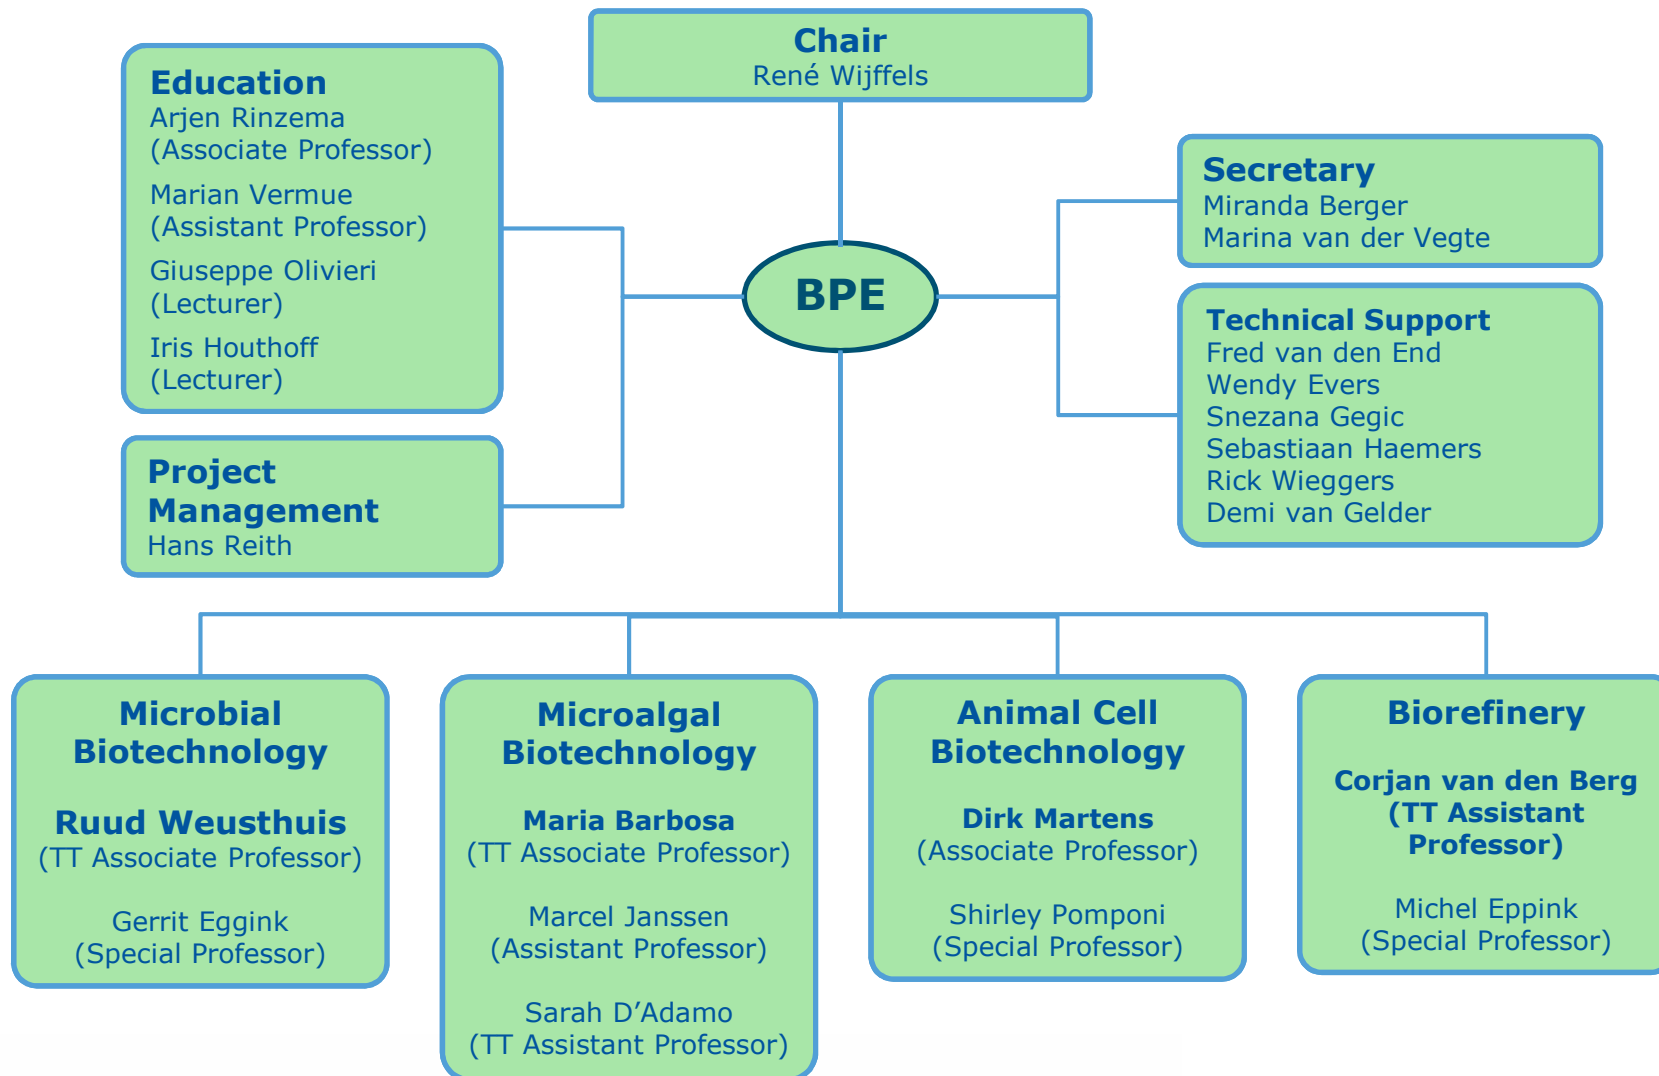 Chair
René Wijffels
Education
Arjen Rinzema
(Associate Professor)
Marian Vermue
(Assistant Professor)
Giuseppe Olivieri
(Lecturer)
Iris Houthoff
(Lecturer)
Secretary
Miranda Berger
Marina van der Vegte
BPE
Technical Support
Fred van den End
Wendy Evers
Snezana Gegic
Sebastiaan Haemers
Rick Wieggers
Demi van Gelder
Project
Management
Hans Reith
Microbial
Biotechnology
Ruud Weusthuis
(TT Associate Professor)
Gerrit Eggink
(Special Professor)
Microalgal
Biotechnology
Maria Barbosa
(TT Associate Professor)
Marcel Janssen
(Assistant Professor)
Sarah D’Adamo
(TT Assistant Professor)
Animal Cell
Biotechnology
Dirk Martens
(Associate Professor)
Shirley Pomponi
(Special Professor)
Biorefinery
Corjan van den Berg
(TT Assistant
Professor)
Michel Eppink
(Special Professor)